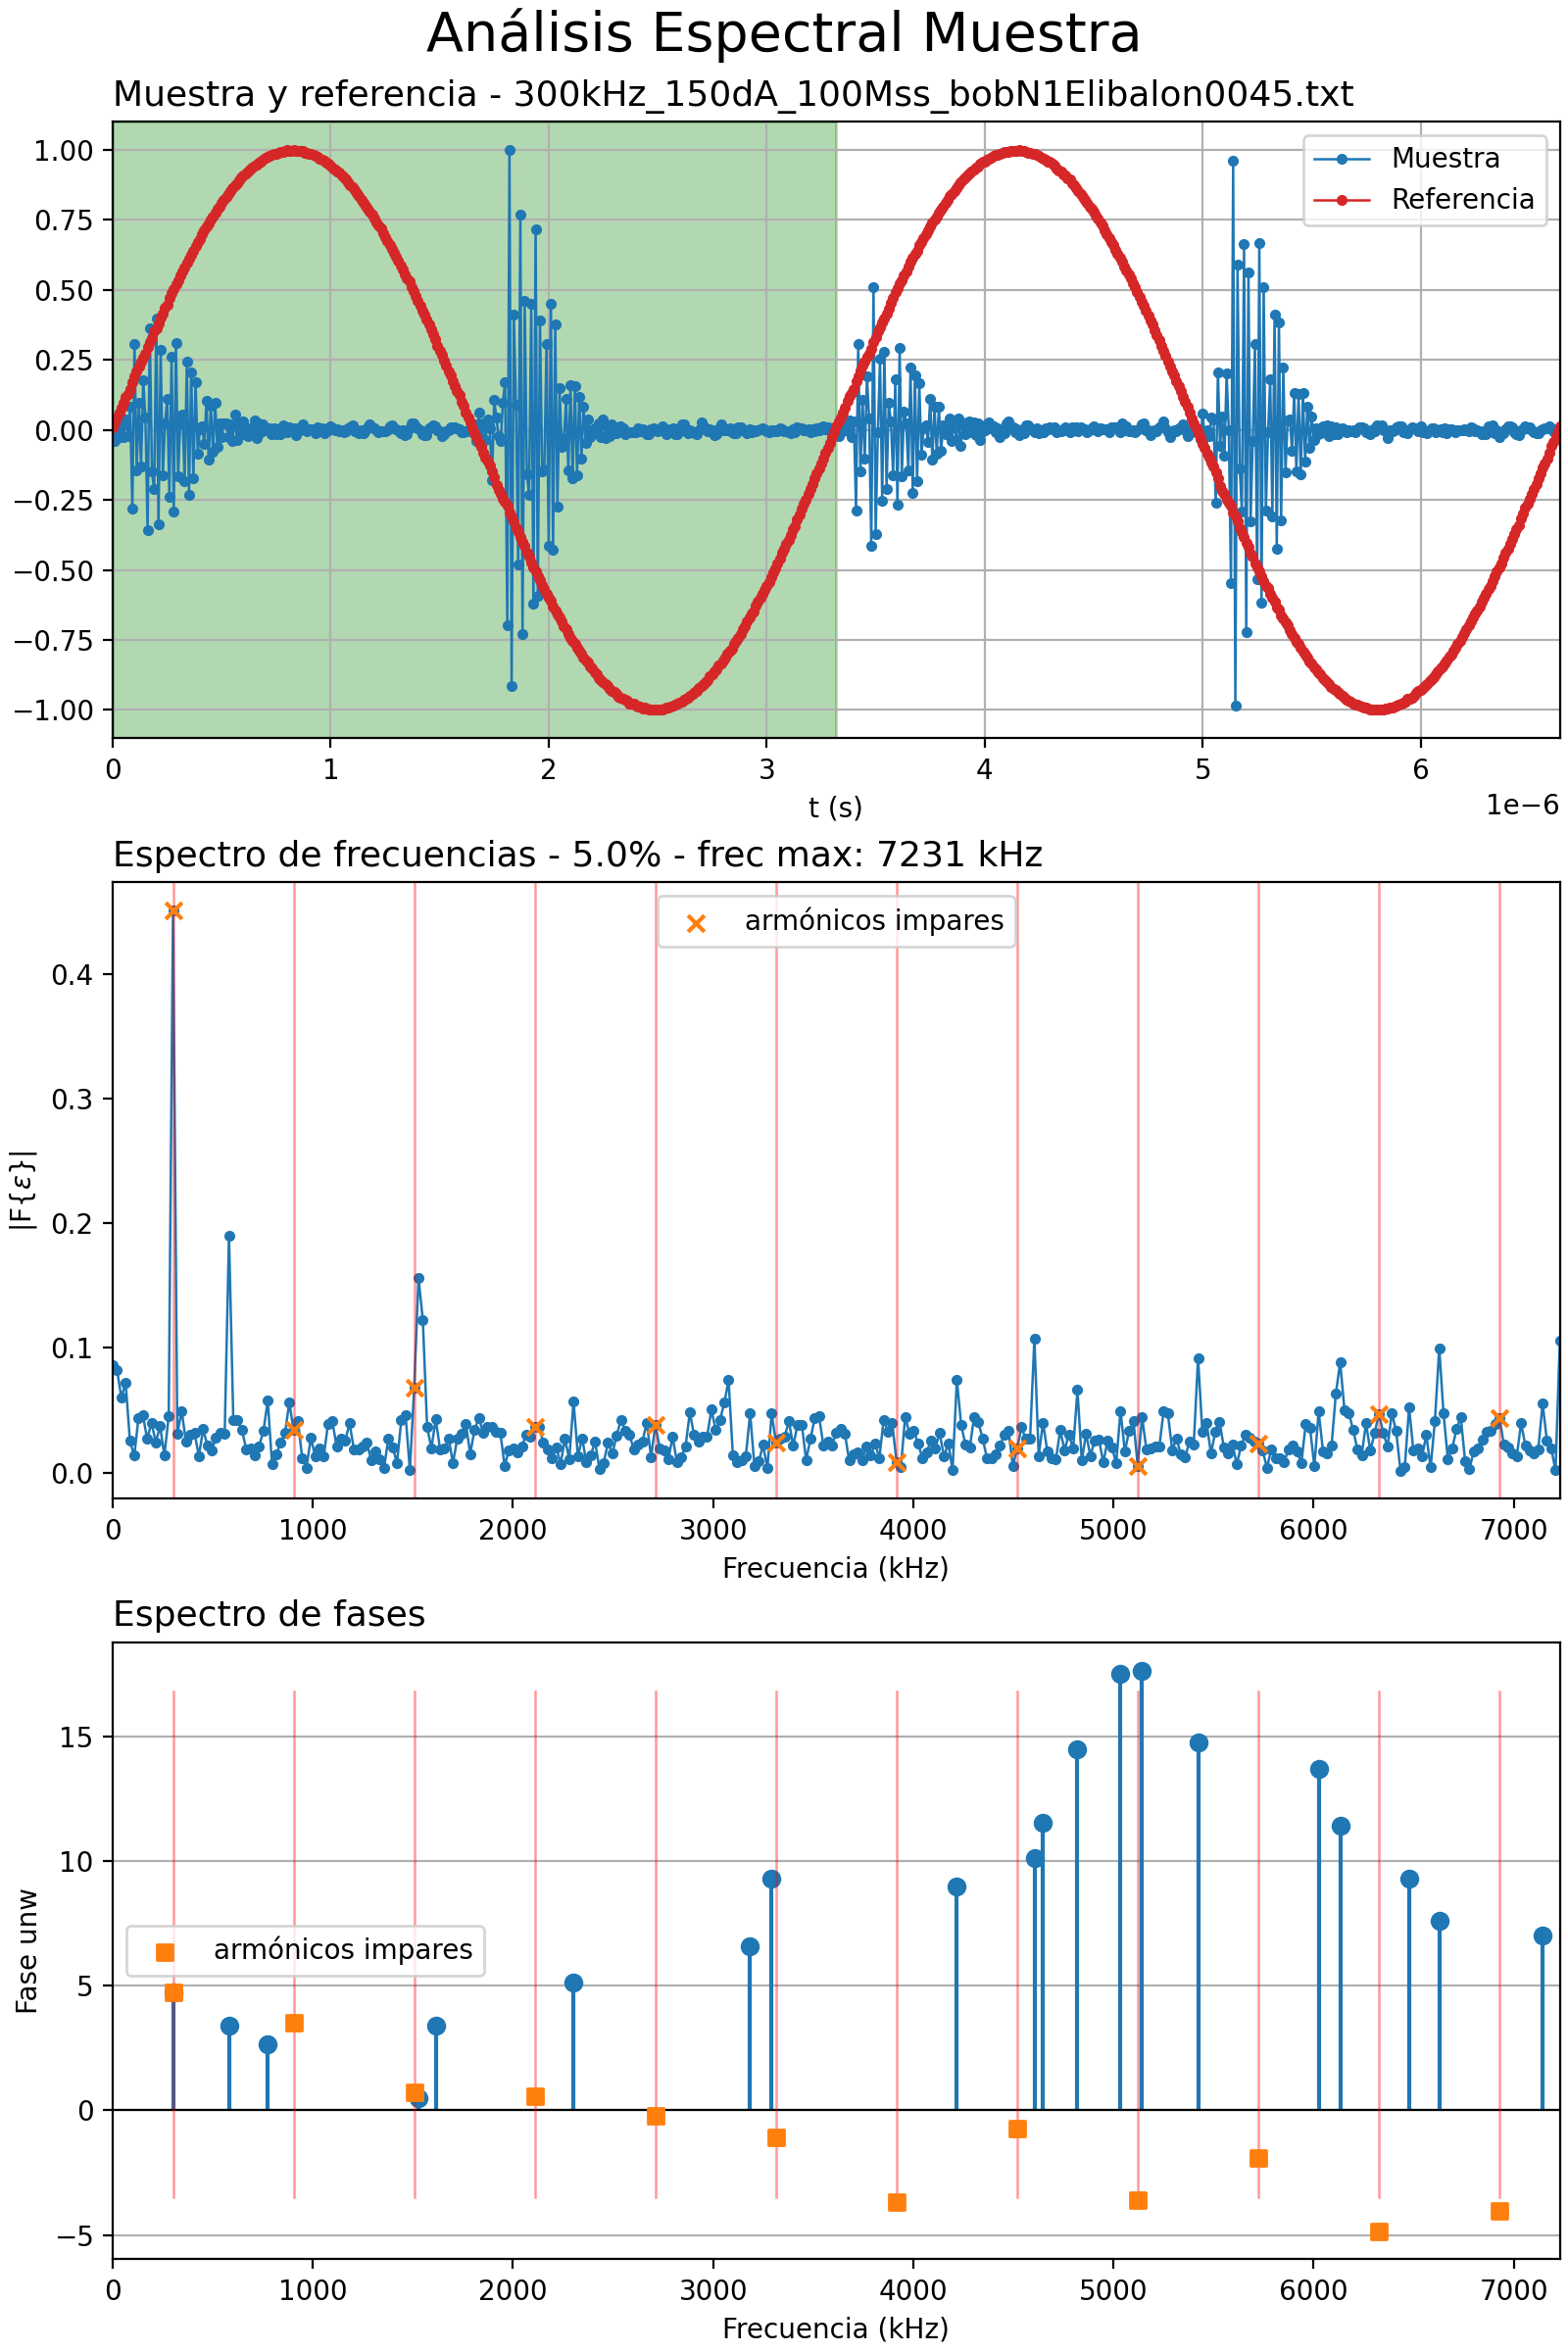 Análisis Espectral Muestra
Muestra y referencia - 300kHz_150dA_100Mss_bobN1Elibalon0045.txt
1.00
0.75
0.50
0.25
0.00
−0.25
−0.50
−0.75
−1.00
Muestra
Referencia
0 1 2 3 4 5 6
t (s)
1e−6
Espectro de frecuencias - 5.0% - frec max: 7231 kHz
armónicos impares
0.4
0.3
0.2
0.1
0.0
|F{ε}|
0 1000 2000 3000 4000 5000 6000 7000
Frecuencia (kHz)
Espectro de fases
15
10
5
0
−5
Fase unw
armónicos impares
0 1000 2000 3000 4000 5000 6000 7000
Frecuencia (kHz)